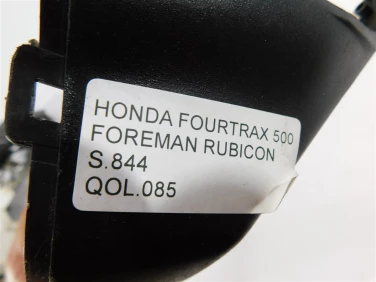 HONDA FOURTRAX 500
FOREMAN RUBICON
S.844
QOL.085